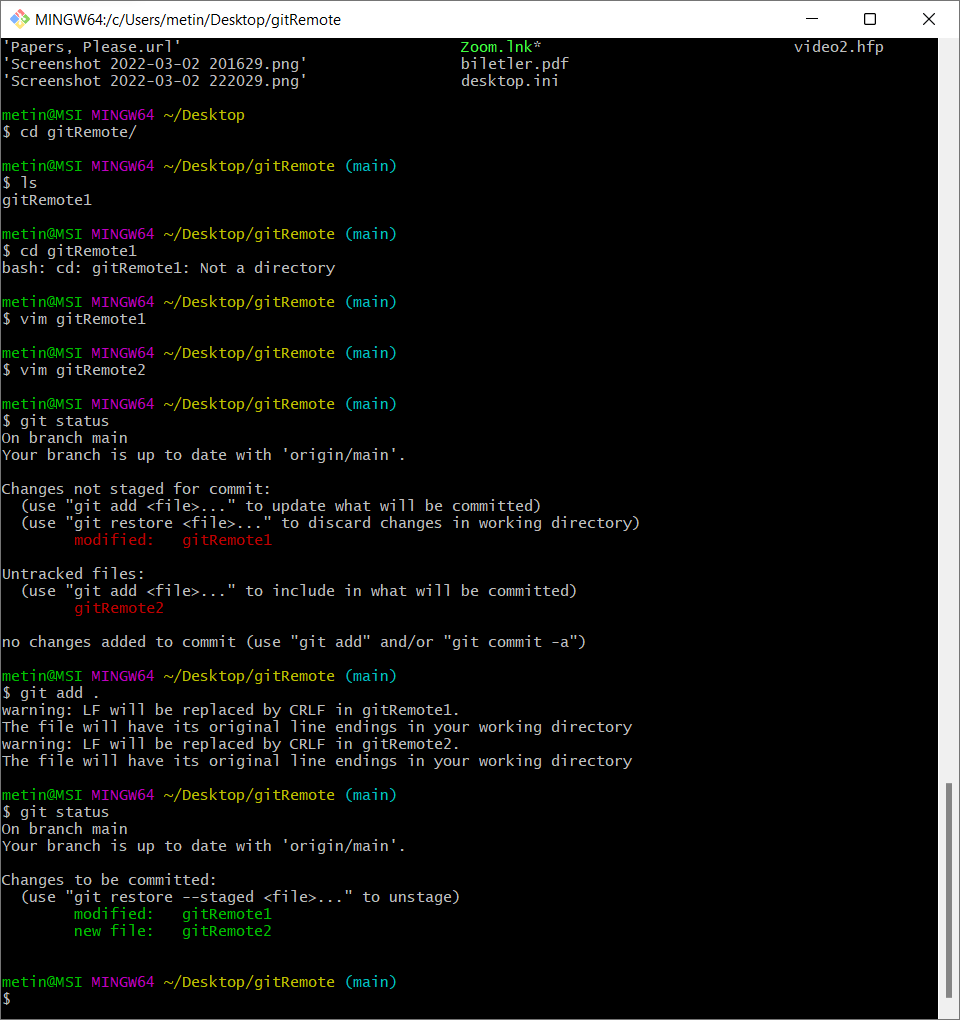 MINGW64:/c/Users/metin/Desktop/gitRemote
'Papers, Please.url' Zoom.lnk* video2.hfp
'Screenshot 2022-03-02 201629.png' biletler.pdf
'Screenshot 2022-03-02 222029.png' desktop.ini
metin@MSI MINGW64 ~/Desktop
$ cd gitRemote/
metin@MSI MINGW64 ~/Desktop/gitRemote (main)
$ ls
gitRemote1
metin@MSI MINGW64 ~/Desktop/gitRemote (main)
$ cd gitRemote1
bash: cd: gitRemote1: Not a directory
metin@MSI MINGW64 ~/Desktop/gitRemote (main)
$ vim gitRemote1
metin@MSI MINGW64 ~/Desktop/gitRemote (main)
$ vim gitRemote2
metin@MSI MINGW64 ~/Desktop/gitRemote (main)
$ git status
On branch main
Your branch is up to date with 'origin/main'.
Changes not staged for commit:
(use "git add <file>..." to update what will be committed)
(use "git restore <file>..." to discard changes in working directory)
modified: gitRemote1
Untracked files:
(use "git add <file>..." to include in what will be committed)
gitRemote2
no changes added to commit (use "git add" and/or "git commit -a")
metin@MSI MINGW64 ~/Desktop/gitRemote (main)
$ git add .
warning: LF will be replaced by CRLF in gitRemote1.
The file will have its original line endings in your working directory
warning: LF will be replaced by CRLF in gitRemote2.
The file will have its original line endings in your working directory
metin@MSI MINGW64 ~/Desktop/gitRemote (main)
$ git status
On branch main
Your branch is up to date with 'origin/main'.
Changes to be committed:
(use "git restore --staged <file>..." to unstage)
modified: gitRemote1
new file: gitRemote2
metin@MSI MINGW64 ~/Desktop/gitRemote (main)
$